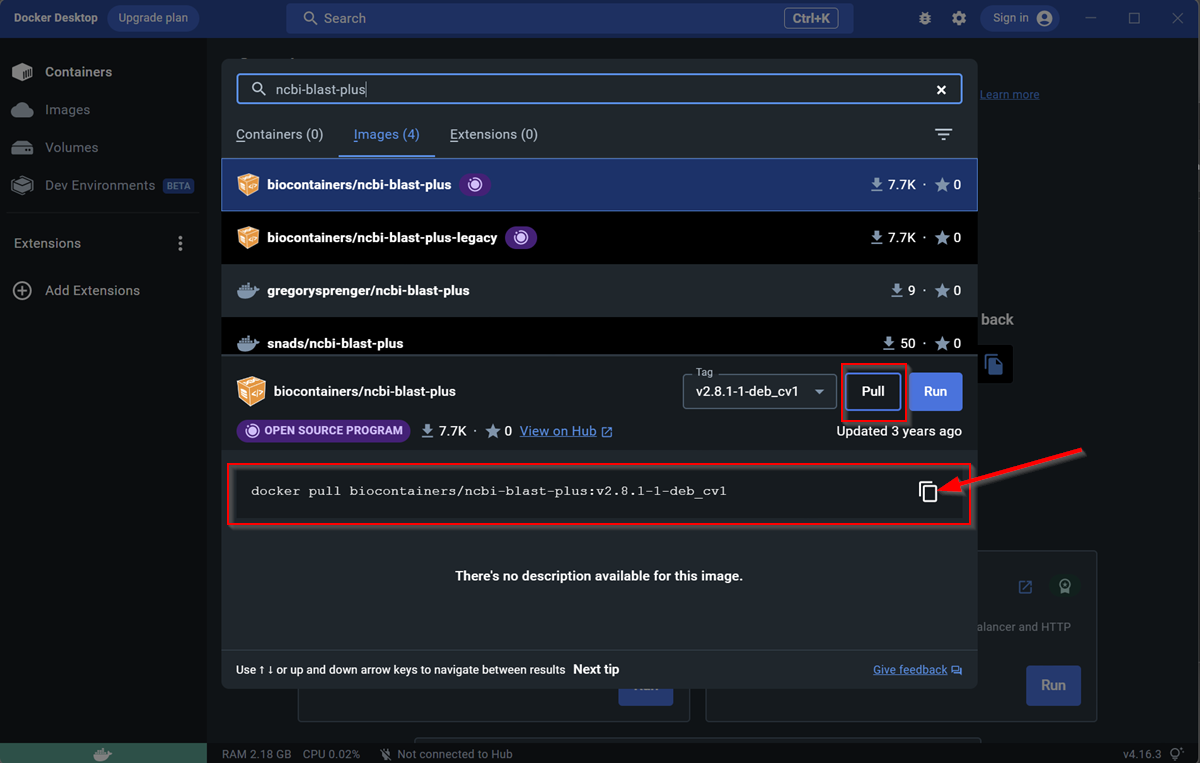 Docker Desktop Upgrade plan Search Ctrl+K Sign in
Containers
Images
Volumes
Dev Environments BETA
Extensions
Add Extensions
ncbi-blast-plus
Learn more
Containers (0) Images (4) Extensions (0)
biocontainers/ncbi-blast-plus 7.7K · 0
biocontainers/ncbi-blast-plus-legacy 7.7K · 0
gregorysprenger/ncbi-blast-plus 9 · 0
back
snads/ncbi-blast-plus 50 · 0
Tag
biocontainers/ncbi-blast-plus v2.8.1-1-deb_cv1 Pull Run
OPEN SOURCE PROGRAM 7.7K · 0 View on Hub Updated 3 years ago
docker pull biocontainers/ncbi-blast-plus:v2.8.1-1-deb_cv1
There's no description available for this image.
alancer and HTTP
Use ↑ ↓ or up and down arrow keys to navigate between results Next tip Give feedback
Run
RAM 2.18 GB CPU 0.02% Not connected to Hub v4.16.3